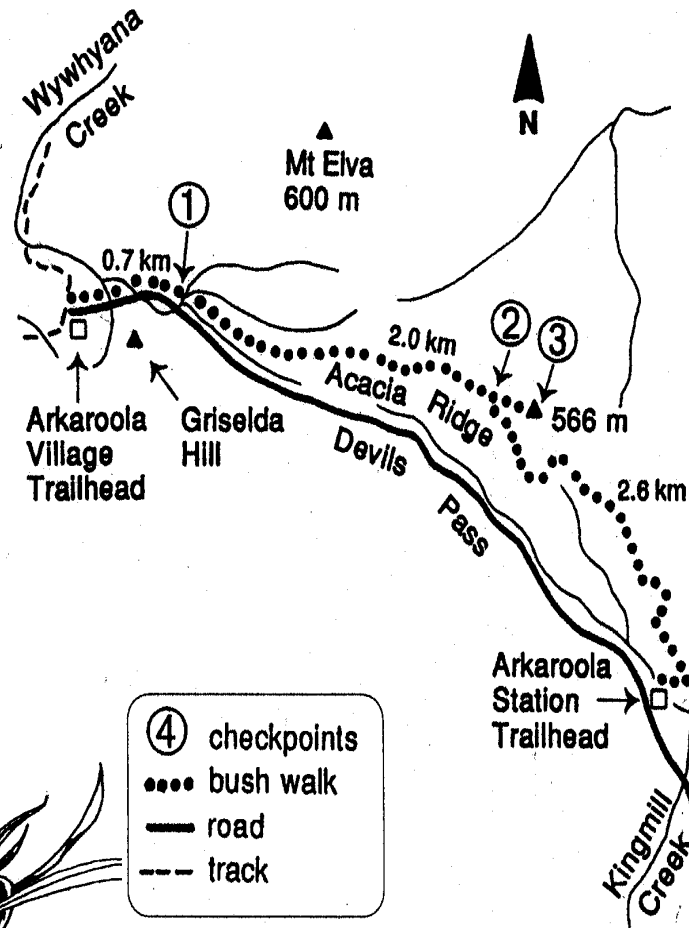 Wywhyana
Creek
N
Mt Elva
600 m
1
0.7 km
2.0 km
2
3
Acacia
Ridge
566 m
Arkaroola
Village
Trailhead
Griselda
Hill
Devils
Pass
2.6 km
Arkaroola
Station
Trailhead
4 checkpoints
bush walk
road
track
Kingmill
Creek